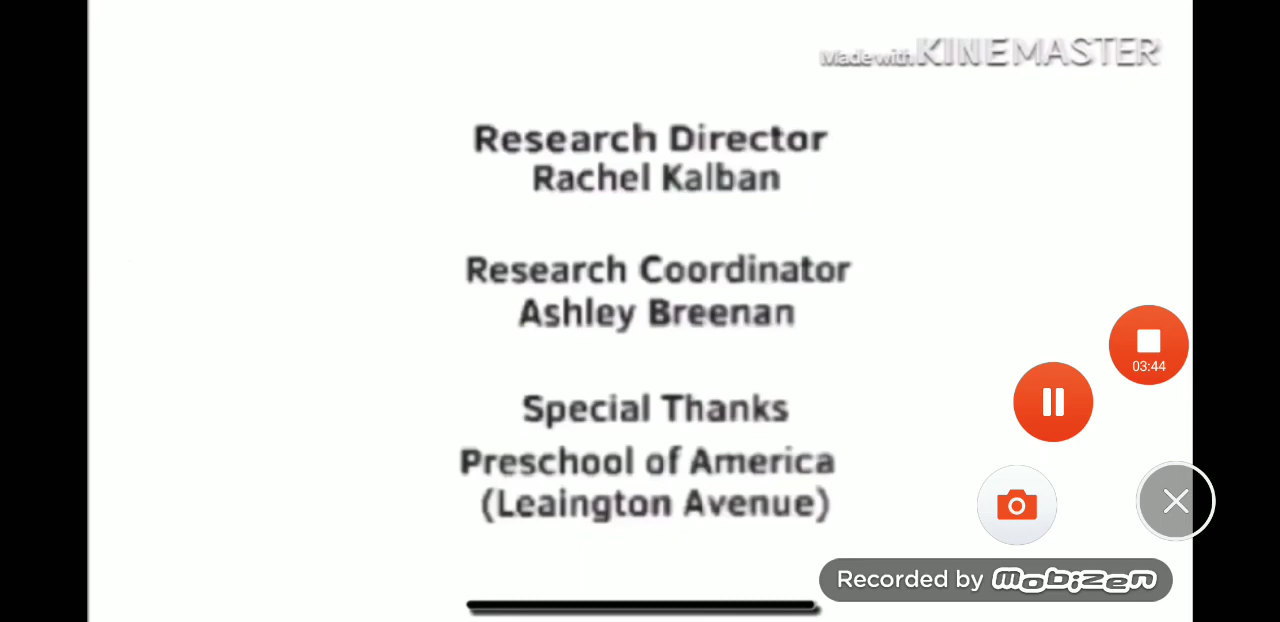 Made with KINEMASTER
Research Director
Rachel Kalban
Research Coordinator
Ashley Breenan
Special Thanks
Preschool of America
(Leaington Avenue)
03:44
Recorded by mobizen